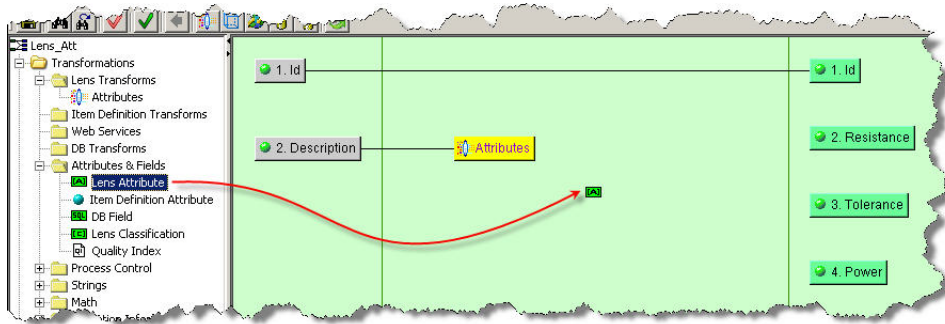 Lens_Att
Transformations
Lens Transforms
Attributes
Item Definition Transforms
Web Services
DB Transforms
Attributes & Fields
[A] Lens Attribute
Item Definition Attribute
SQL DB Field
[C] Lens Classification
QI Quality Index
Process Control
Strings
Math
1. Id
2. Description
Attributes
[A]
1. Id
2. Resistance
3. Tolerance
4. Power